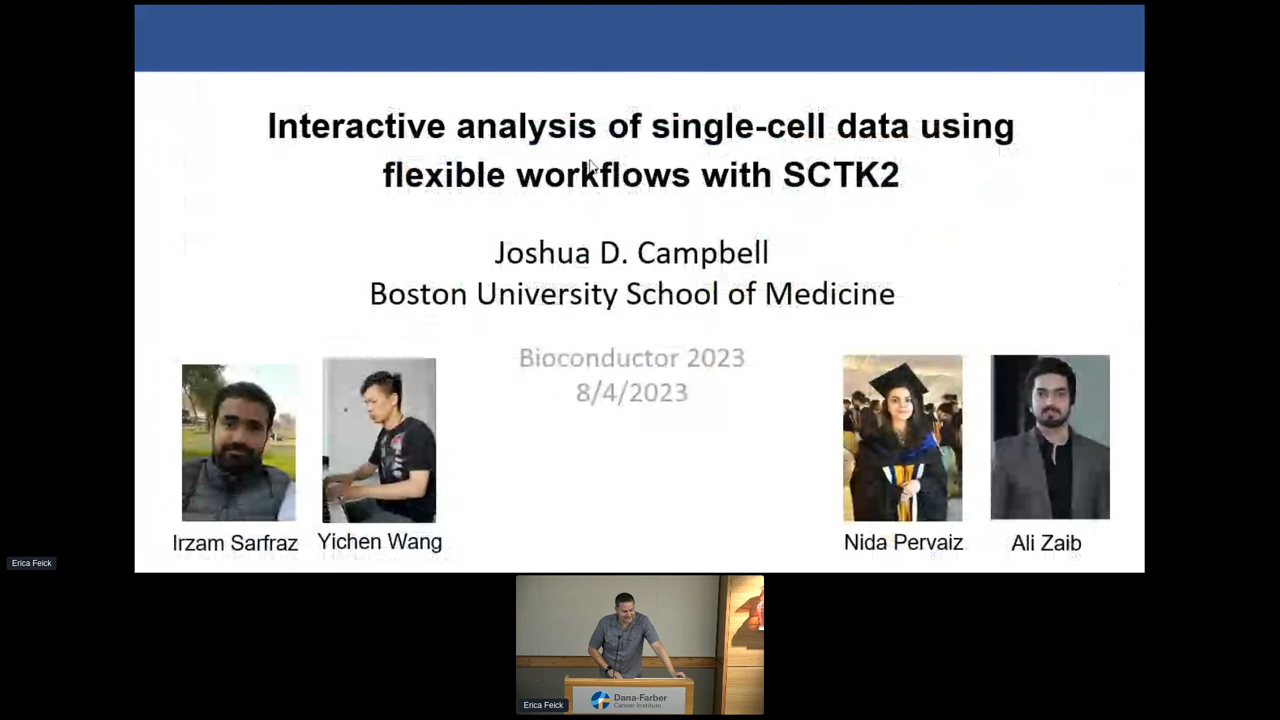 Interactive analysis of single-cell data using
flexible workflows with SCTK2
Joshua D. Campbell
Boston University School of Medicine
Bioconductor 2023
8/4/2023
Irzam Sarfraz
Yichen Wang
Nida Pervaiz
Ali Zaib
Erica Feick
Erica Feick
Dana-Farber
Cancer Institute